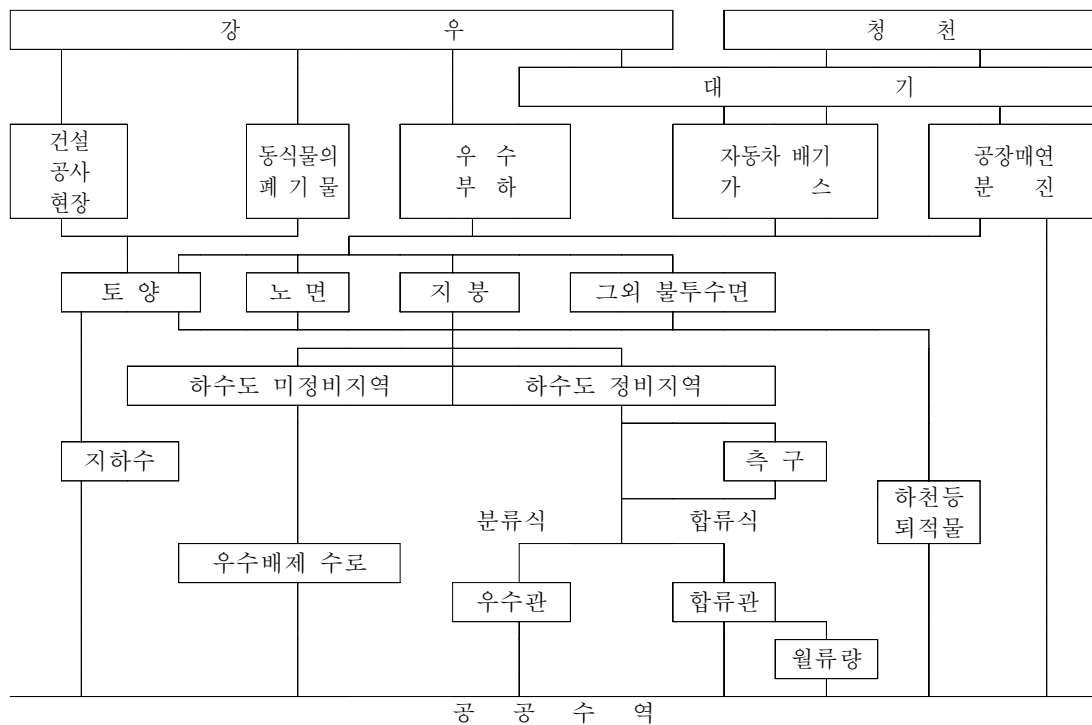 강 우
청 천
대 기
건설
공사
현장
동식물의
폐 기 물
우 수
부 하
자동차 배기
가 스
공장매연
분 진
토 양
노 면
지 붕
그외 불투수면
하수도 미정비지역
하수도 정비지역
지하수
측 구
하천등
퇴적물
분류식
합류식
우수배제 수로
우수관
합류관
월류량
공 공 수 역